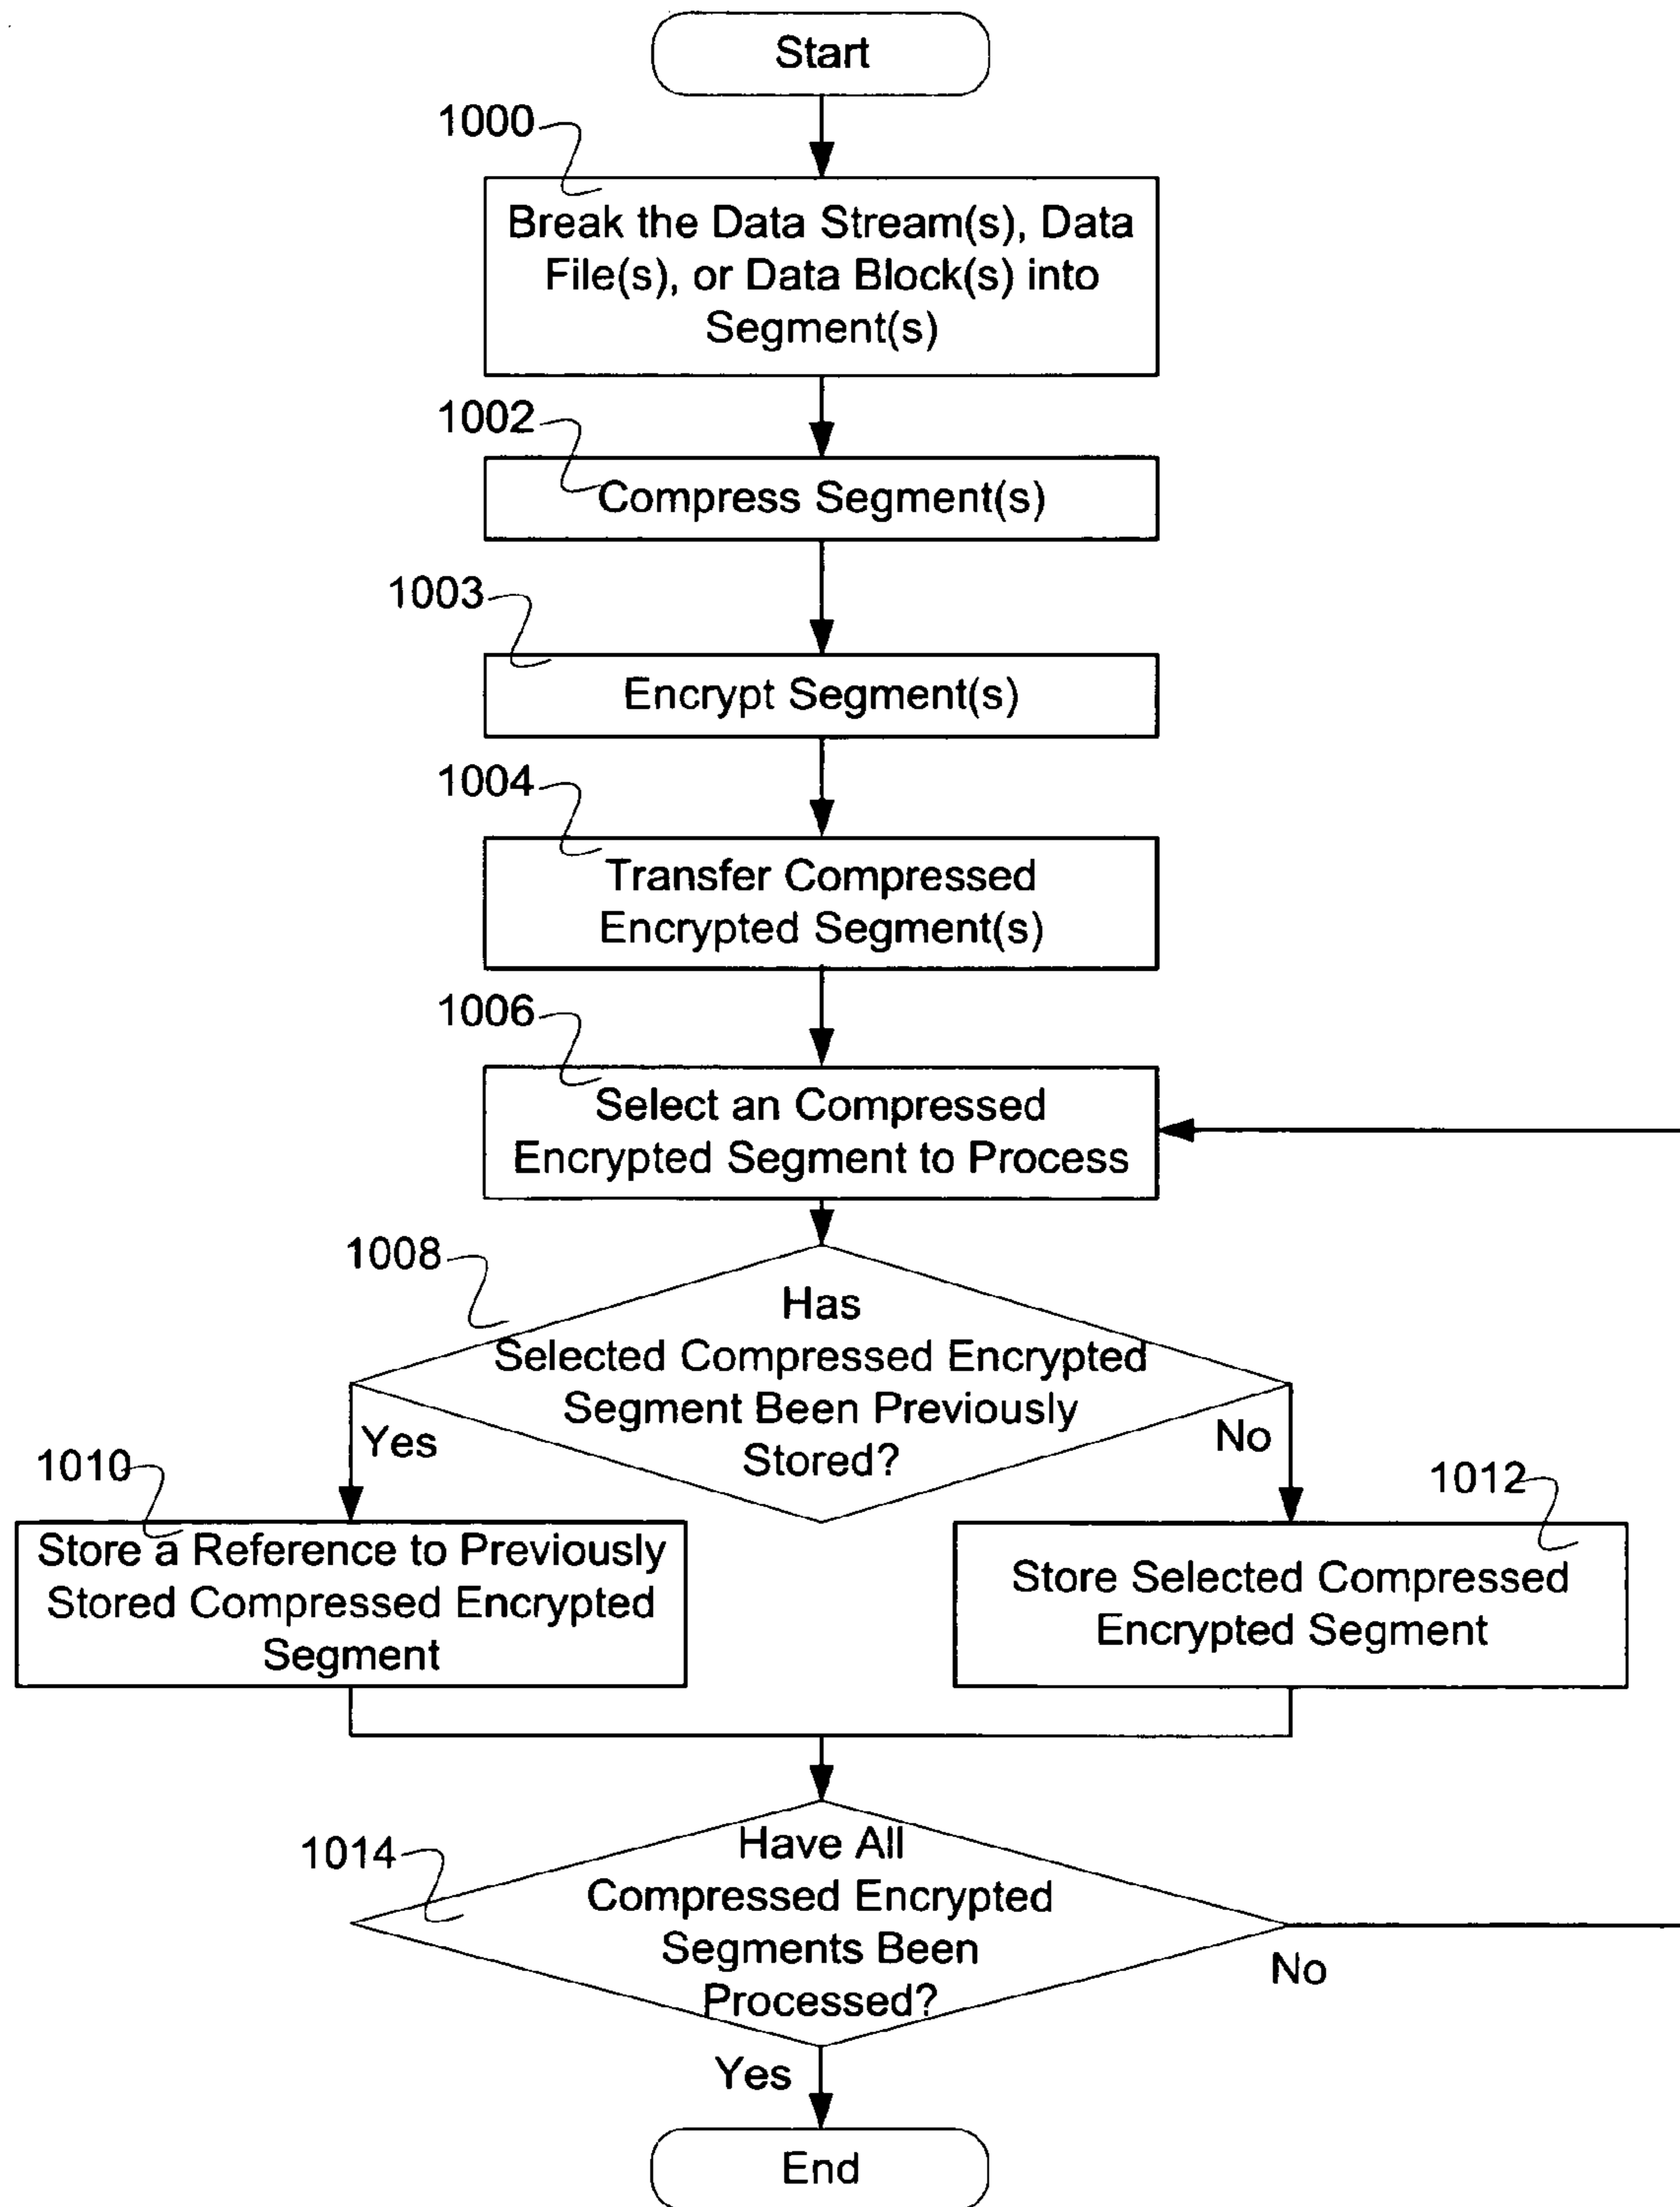 Start
1000
Break the Data Stream(s), Data
File(s), or Data Block(s) into
Segment(s)
1002
Compress Segment(s)
1003
Encrypt Segment(s)
1004
Transfer Compressed
Encrypted Segment(s)
1006
Select an Compressed
Encrypted Segment to Process
1008
Has
Selected Compressed Encrypted
Segment Been Previously
Stored?
Yes
No
1010
Store a Reference to Previously
Stored Compressed Encrypted
Segment
1012
Store Selected Compressed
Encrypted Segment
1014
Have All
Compressed Encrypted
Segments Been
Processed?
No
Yes
End